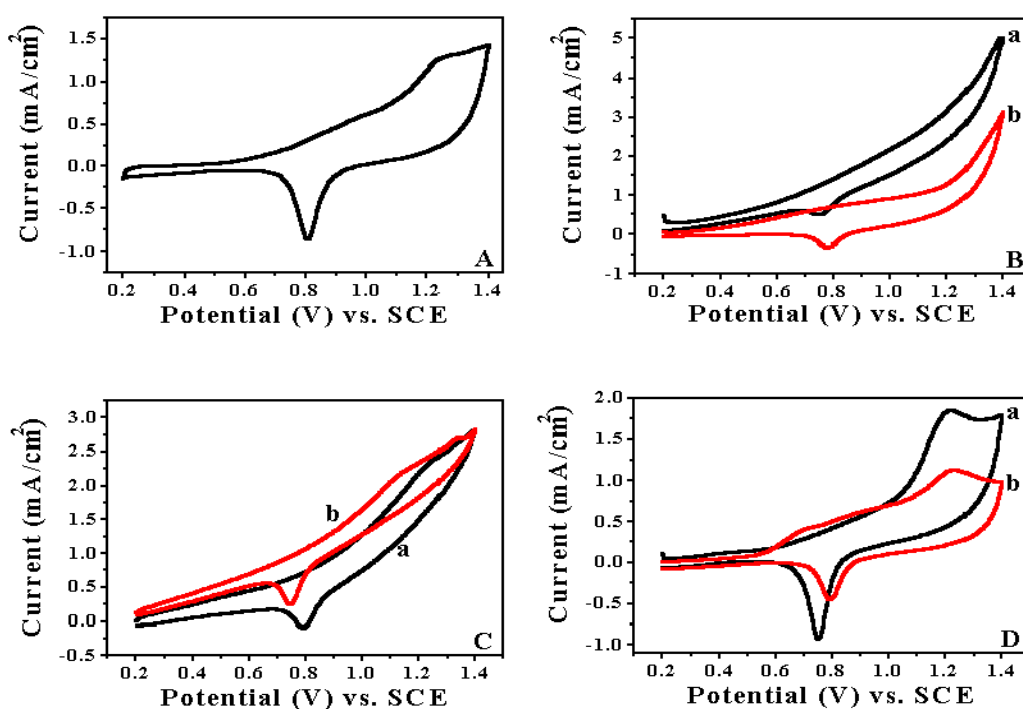 Current (mA/cm²)
1.5
1.0
0.5
0.0
-0.5
-1.0
A
0.2 0.4 0.6 0.8 1.0 1.2 1.4
Potential (V) vs. SCE
Current (mA/cm²)
5
4
3
2
1
0
-1
a
b
B
0.2 0.4 0.6 0.8 1.0 1.2 1.4
Potential (V) vs. SCE
Current (mA/cm²)
3.0
2.5
2.0
1.5
1.0
0.5
0.0
-0.5
b
a
C
0.2 0.4 0.6 0.8 1.0 1.2 1.4
Potential (V) vs. SCE
Current (mA/cm²)
2.0
1.5
1.0
0.5
0.0
-0.5
-1.0
a
b
D
0.2 0.4 0.6 0.8 1.0 1.2 1.4
Potential (V) vs. SCE